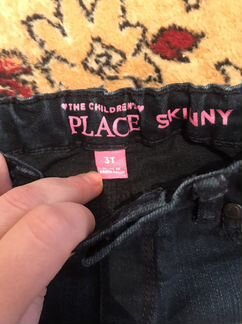 ♥THE CHILDREN'S♥
PLACE SKINNY
3T